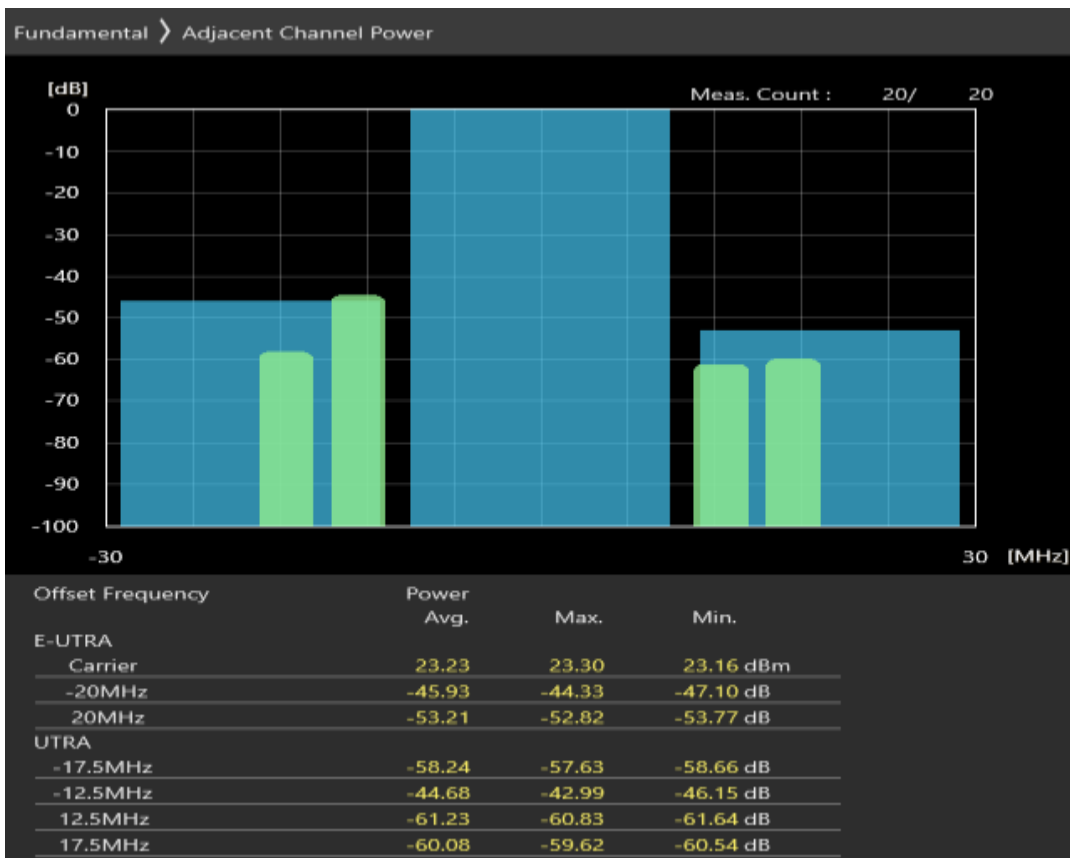 Fundamental ❯ Adjacent Channel Power
[dB]
Meas. Count : 20/ 20
0
-10
-20
-30
-40
-50
-60
-70
-80
-90
-100
-30 30 [MHz]
Offset Frequency Power
Avg. Max. Min.
E-UTRA
Carrier 23.23 23.30 23.16 dBm
-20MHz -45.93 -44.33 -47.10 dB
20MHz -53.21 -52.82 -53.77 dB
UTRA
-17.5MHz -58.24 -57.63 -58.66 dB
-12.5MHz -44.68 -42.99 -46.15 dB
12.5MHz -61.23 -60.83 -61.64 dB
17.5MHz -60.08 -59.62 -60.54 dB